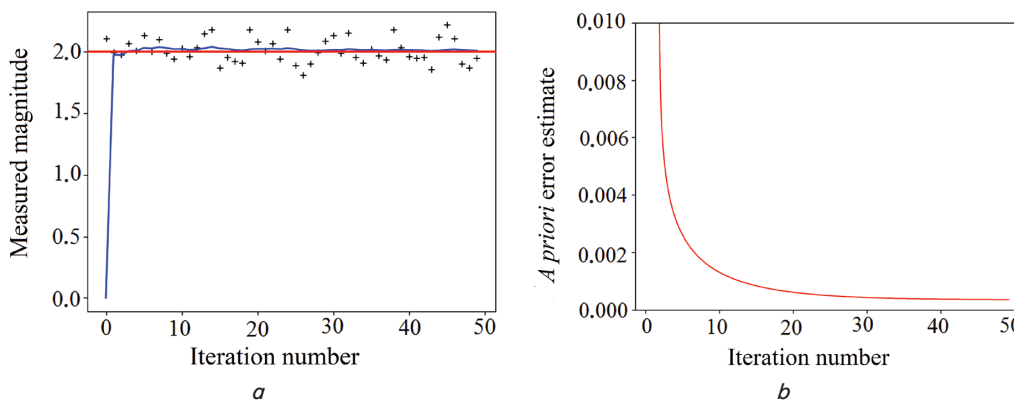 Measured magnitude
2.0
1.5
1.0
0.5
0.0
0 10 20 30 40 50
Iteration number
a
A priori error estimate
0.010
0.008
0.006
0.004
0.002
0.000
0 10 20 30 40 50
Iteration number
b